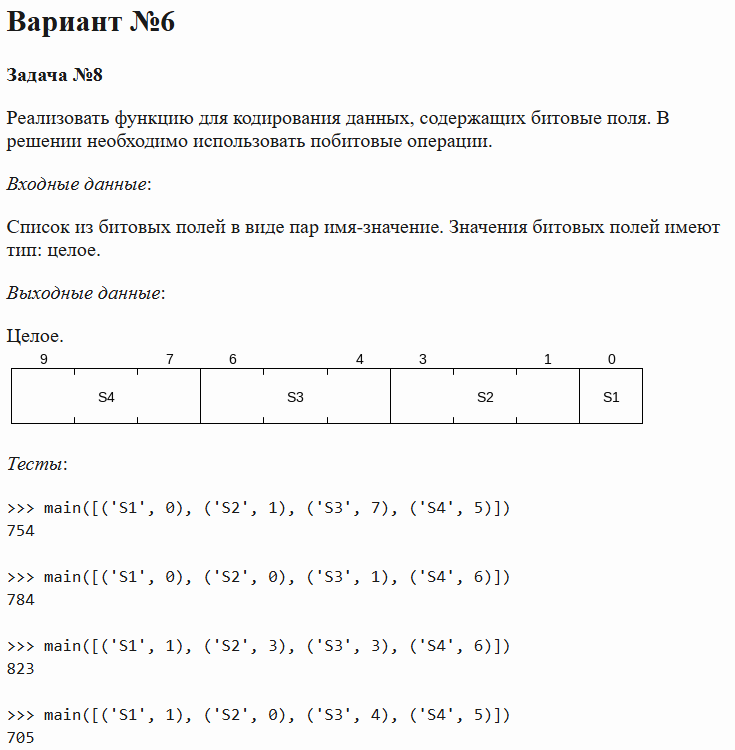 Вариант №6
Задача №8
Реализовать функцию для кодирования данных, содержащих битовые поля. В
решении необходимо использовать побитовые операции.
Входные данные:
Список из битовых полей в виде пар имя-значение. Значения битовых полей имеют
тип: целое.
Выходные данные:
Целое.
9 7 6 4 3 1 0
S4 S3 S2 S1
Тесты:
>>> main([('S1', 0), ('S2', 1), ('S3', 7), ('S4', 5)])
754
>>> main([('S1', 0), ('S2', 0), ('S3', 1), ('S4', 6)])
784
>>> main([('S1', 1), ('S2', 3), ('S3', 3), ('S4', 6)])
823
>>> main([('S1', 1), ('S2', 0), ('S3', 4), ('S4', 5)])
705